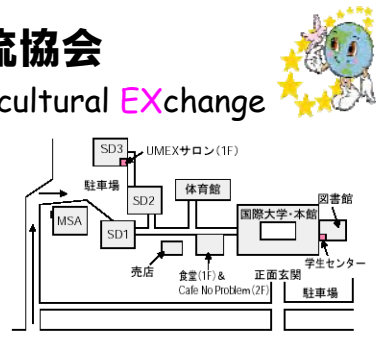 流協会
cultural EXchange
SD3
UMEXサロン(1F)
駐車場
体育館
SD2
図書館
国際大学・本館
MSA
SD1
学生センター
売店
食堂(1F)&
Cafe No Problem(2F)
正面玄関
駐車場